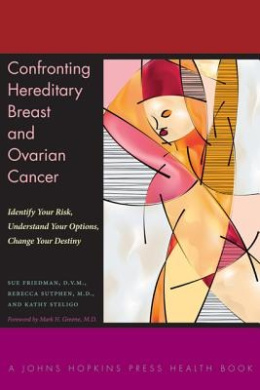 Confronting
Hereditary
Breast and
Ovarian
Cancer
Identify Your Risk,
Understand Your Options,
Change Your Destiny
SUE FRIEDMAN, D.V.M.,
REBECCA SUTPHEN, M.D.,
AND KATHY STELIGO
Foreword by Mark H. Greene, M.D.
A JOHNS HOPKINS PRESS HEALTH BOOK